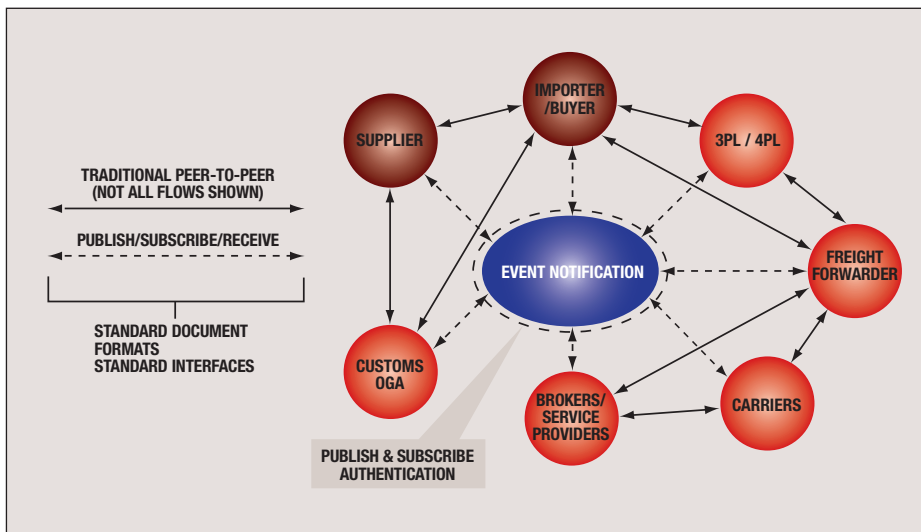 IMPORTER
/BUYER
SUPPLIER
3PL / 4PL
TRADITIONAL PEER-TO-PEER
(NOT ALL FLOWS SHOWN)
PUBLISH/SUBSCRIBE/RECEIVE
EVENT NOTIFICATION
FREIGHT
FORWARDER
STANDARD DOCUMENT
FORMATS
STANDARD INTERFACES
CUSTOMS
OGA
BROKERS/
SERVICE
PROVIDERS
CARRIERS
PUBLISH & SUBSCRIBE
AUTHENTICATION